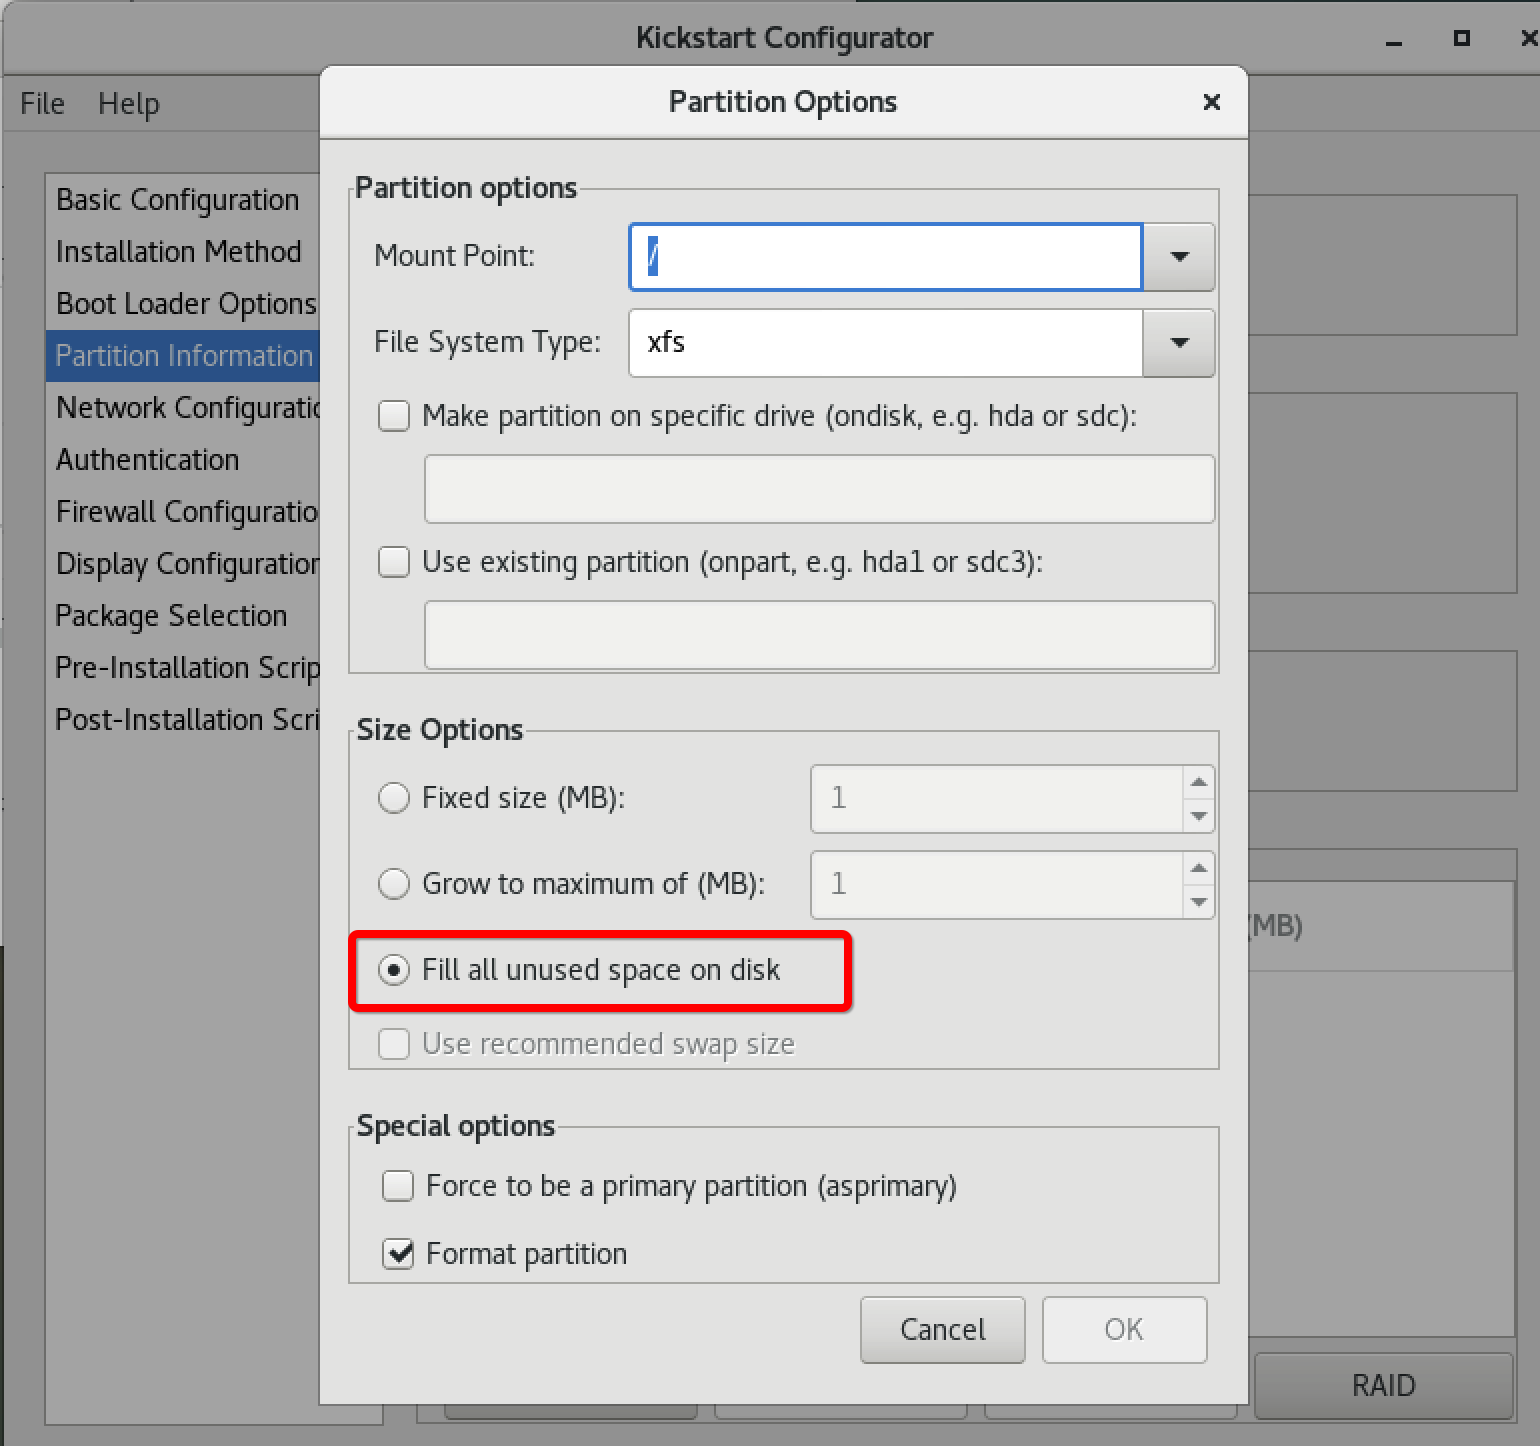 Kickstart Configurator
File Help
Partition Options
Basic Configuration
Installation Method
Boot Loader Options
Partition Information
Network Configuratio
Authentication
Firewall Configuratio
Display Configuration
Package Selection
Pre-Installation Scrip
Post-Installation Scri
Partition options
Mount Point: /
File System Type: xfs
Make partition on specific drive (ondisk, e.g. hda or sdc):
Use existing partition (onpart, e.g. hda1 or sdc3):
Size Options
Fixed size (MB): 1
Grow to maximum of (MB): 1
Fill all unused space on disk
Use recommended swap size
Special options
Force to be a primary partition (asprimary)
Format partition
Cancel OK
(MB)
RAID